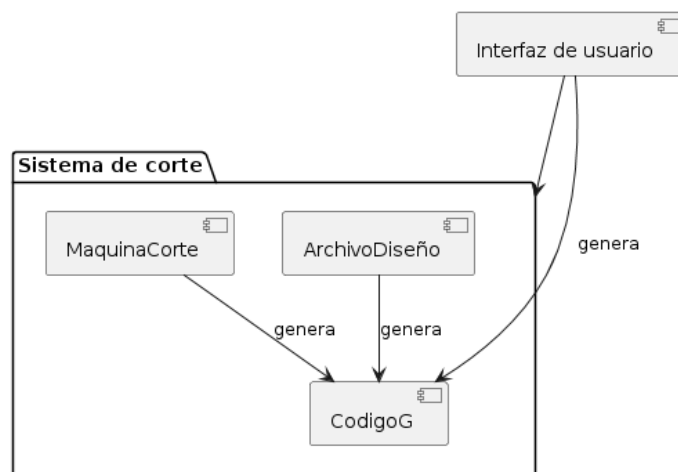 Interfaz de usuario
Sistema de corte
MaquinaCorte
ArchivoDiseño
genera
genera
genera
CodigoG